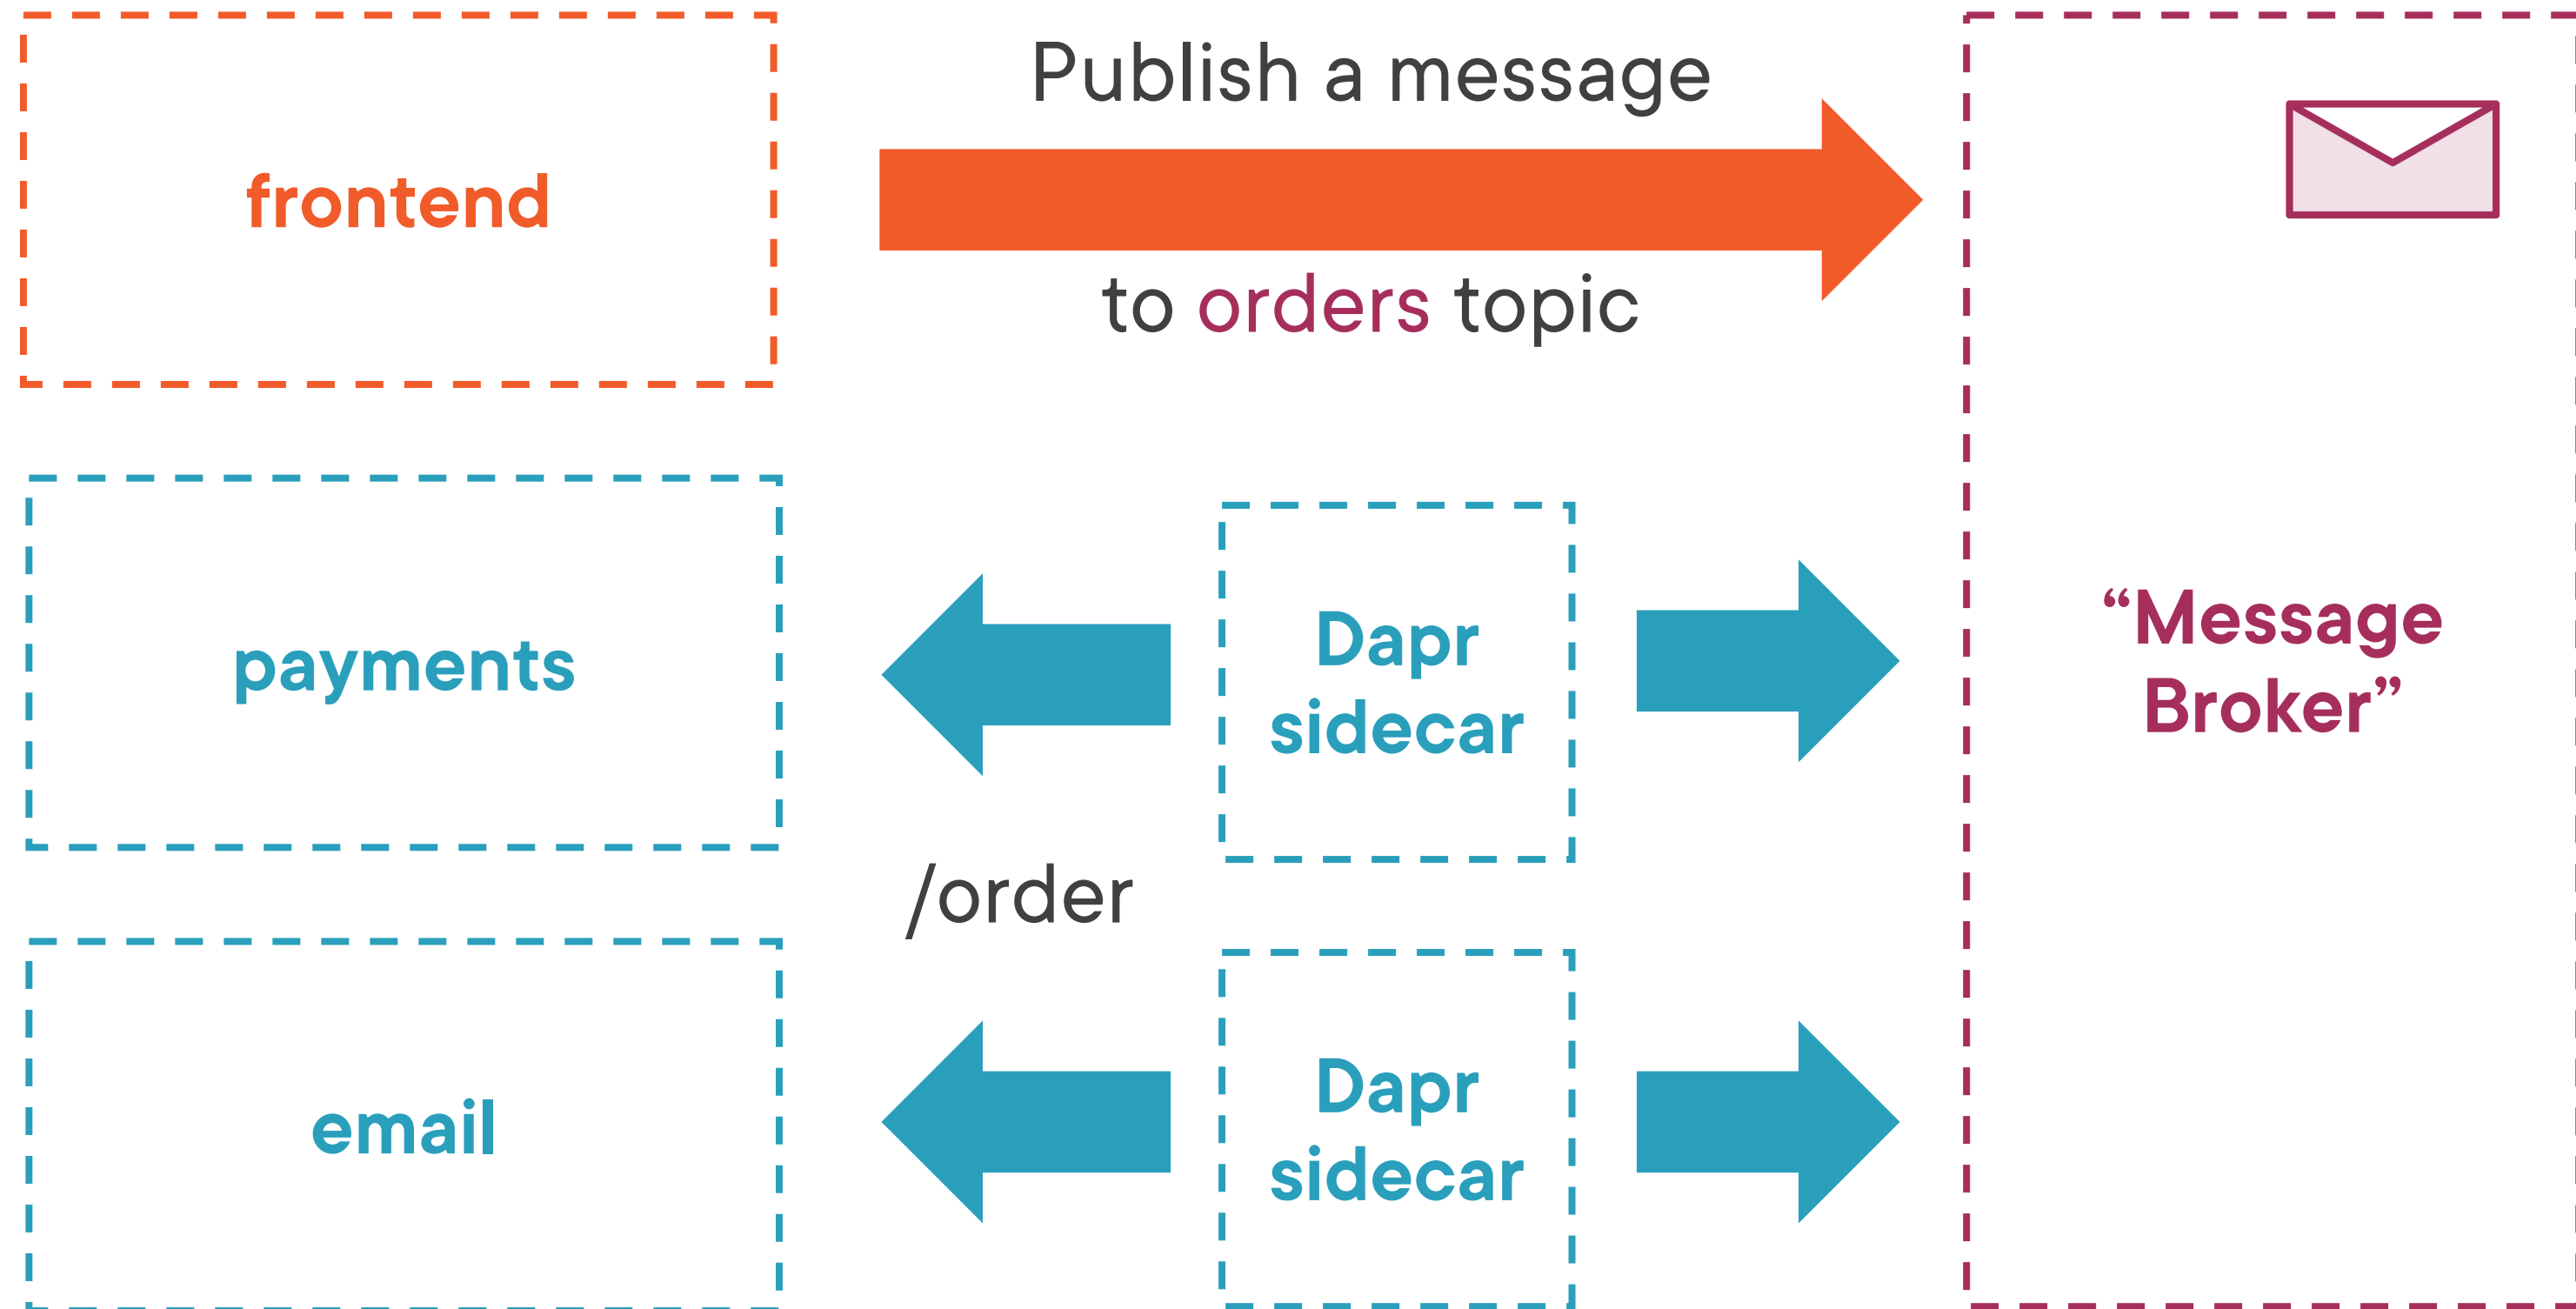 frontend
Publish a message
to orders topic
payments
Dapr
sidecar
“Message
Broker”
/order
email
Dapr
sidecar